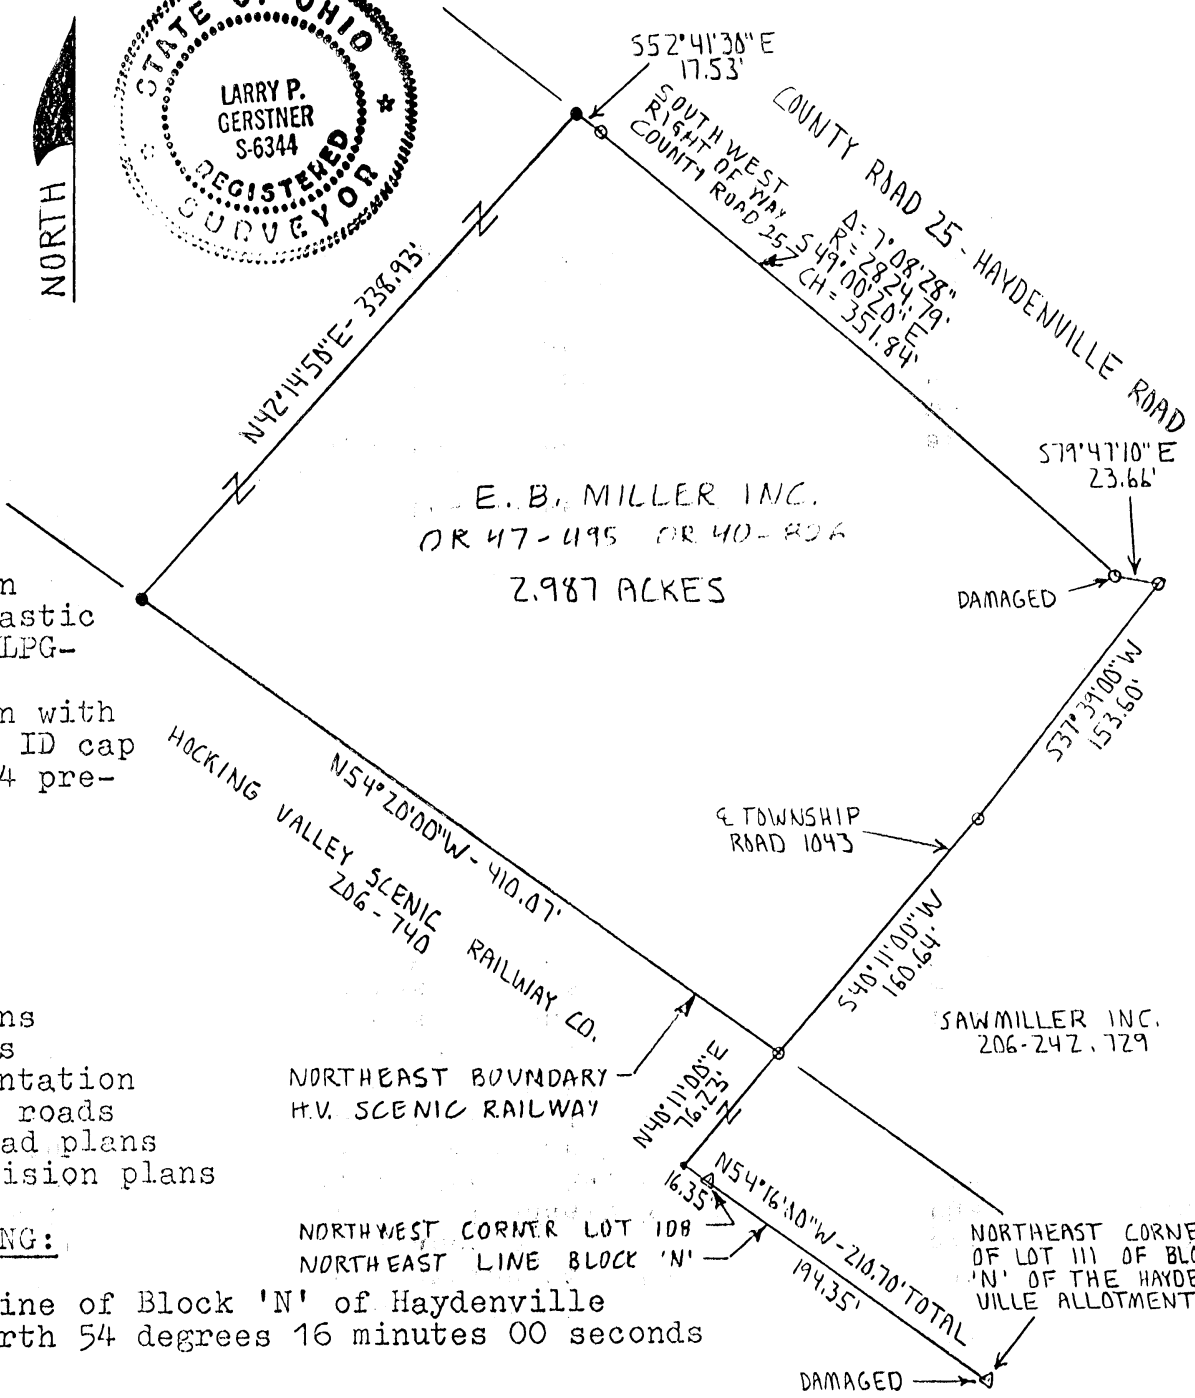 S52°41'30"E
17.53'
STATE OF OHIO
LARRY P.
GERSTNER
S-6344
REGISTERED
SURVEYOR
NORTH
COUNTY ROAD 25 - HAYDENVILLE ROAD
SOUTHWEST
RIGHT OF WAY
COUNTY ROAD 25
Δ = 7°08'28"
R = 2824.79'
S49°00'20"E
CH = 351.84'
N42°14'50"E - 338.93'
S79°47'10"E
23.66'
E. B. MILLER INC.
OR 47-495 OR 40-826
2.987 ACRES
DAMAGED
astic
LPG-
n with
ID cap
4 pre-
S37°39'00"W
153.60'
HOCKING VALLEY SCENIC RAILWAY CO.
206-740
N54°20'00"W - 410.07'
℄ TOWNSHIP
ROAD 1043
S40°11'00"W
160.64'
SAWMILLER INC.
206-242,729
ns
s
ntation
roads
ad plans
ision plans
NORTHEAST BOUNDARY
H.V. SCENIC RAILWAY
N40°11'00"E
76.23'
16.35'
N54°16'00"W - 210.70' TOTAL
194.35'
NORTHWEST CORNER LOT 108
NORTHEAST LINE BLOCK 'N'
NG:
NORTHEAST CORNE
OF LOT 111 OF BLO
'N' OF THE HAYDE
VILLE ALLOTMENT
ine of Block 'N' of Haydenville
rth 54 degrees 16 minutes 00 seconds
DAMAGED